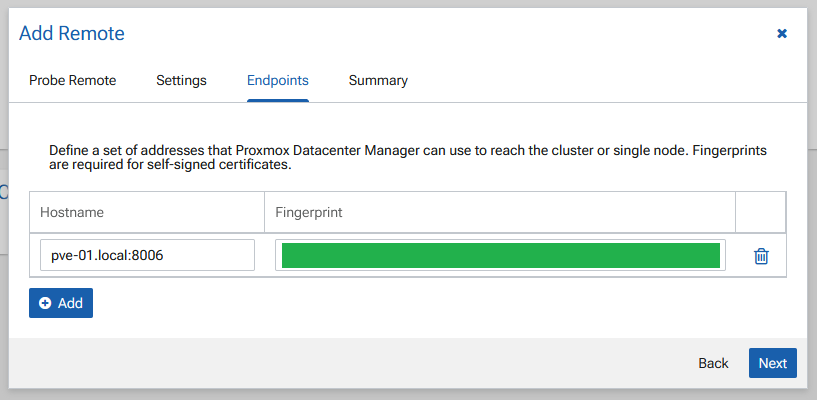 Add Remote
Probe Remote Settings Endpoints Summary
Define a set of addresses that Proxmox Datacenter Manager can use to reach the cluster or single node. Fingerprints
are required for self-signed certificates.
Hostname Fingerprint
pve-01.local:8006
Add
Back Next